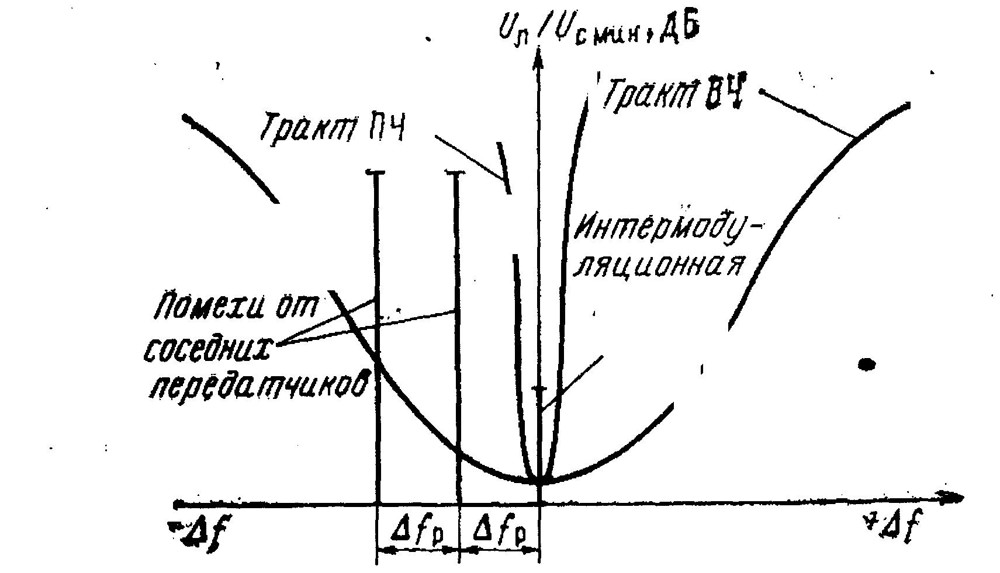 Uп/Uс мин, дБ
Тракт ВЧ
Тракт ПЧ
Интермоду-
ляционная
Помехи от
соседних
передатчиков
-Δf
Δfр
Δfр
+Δf